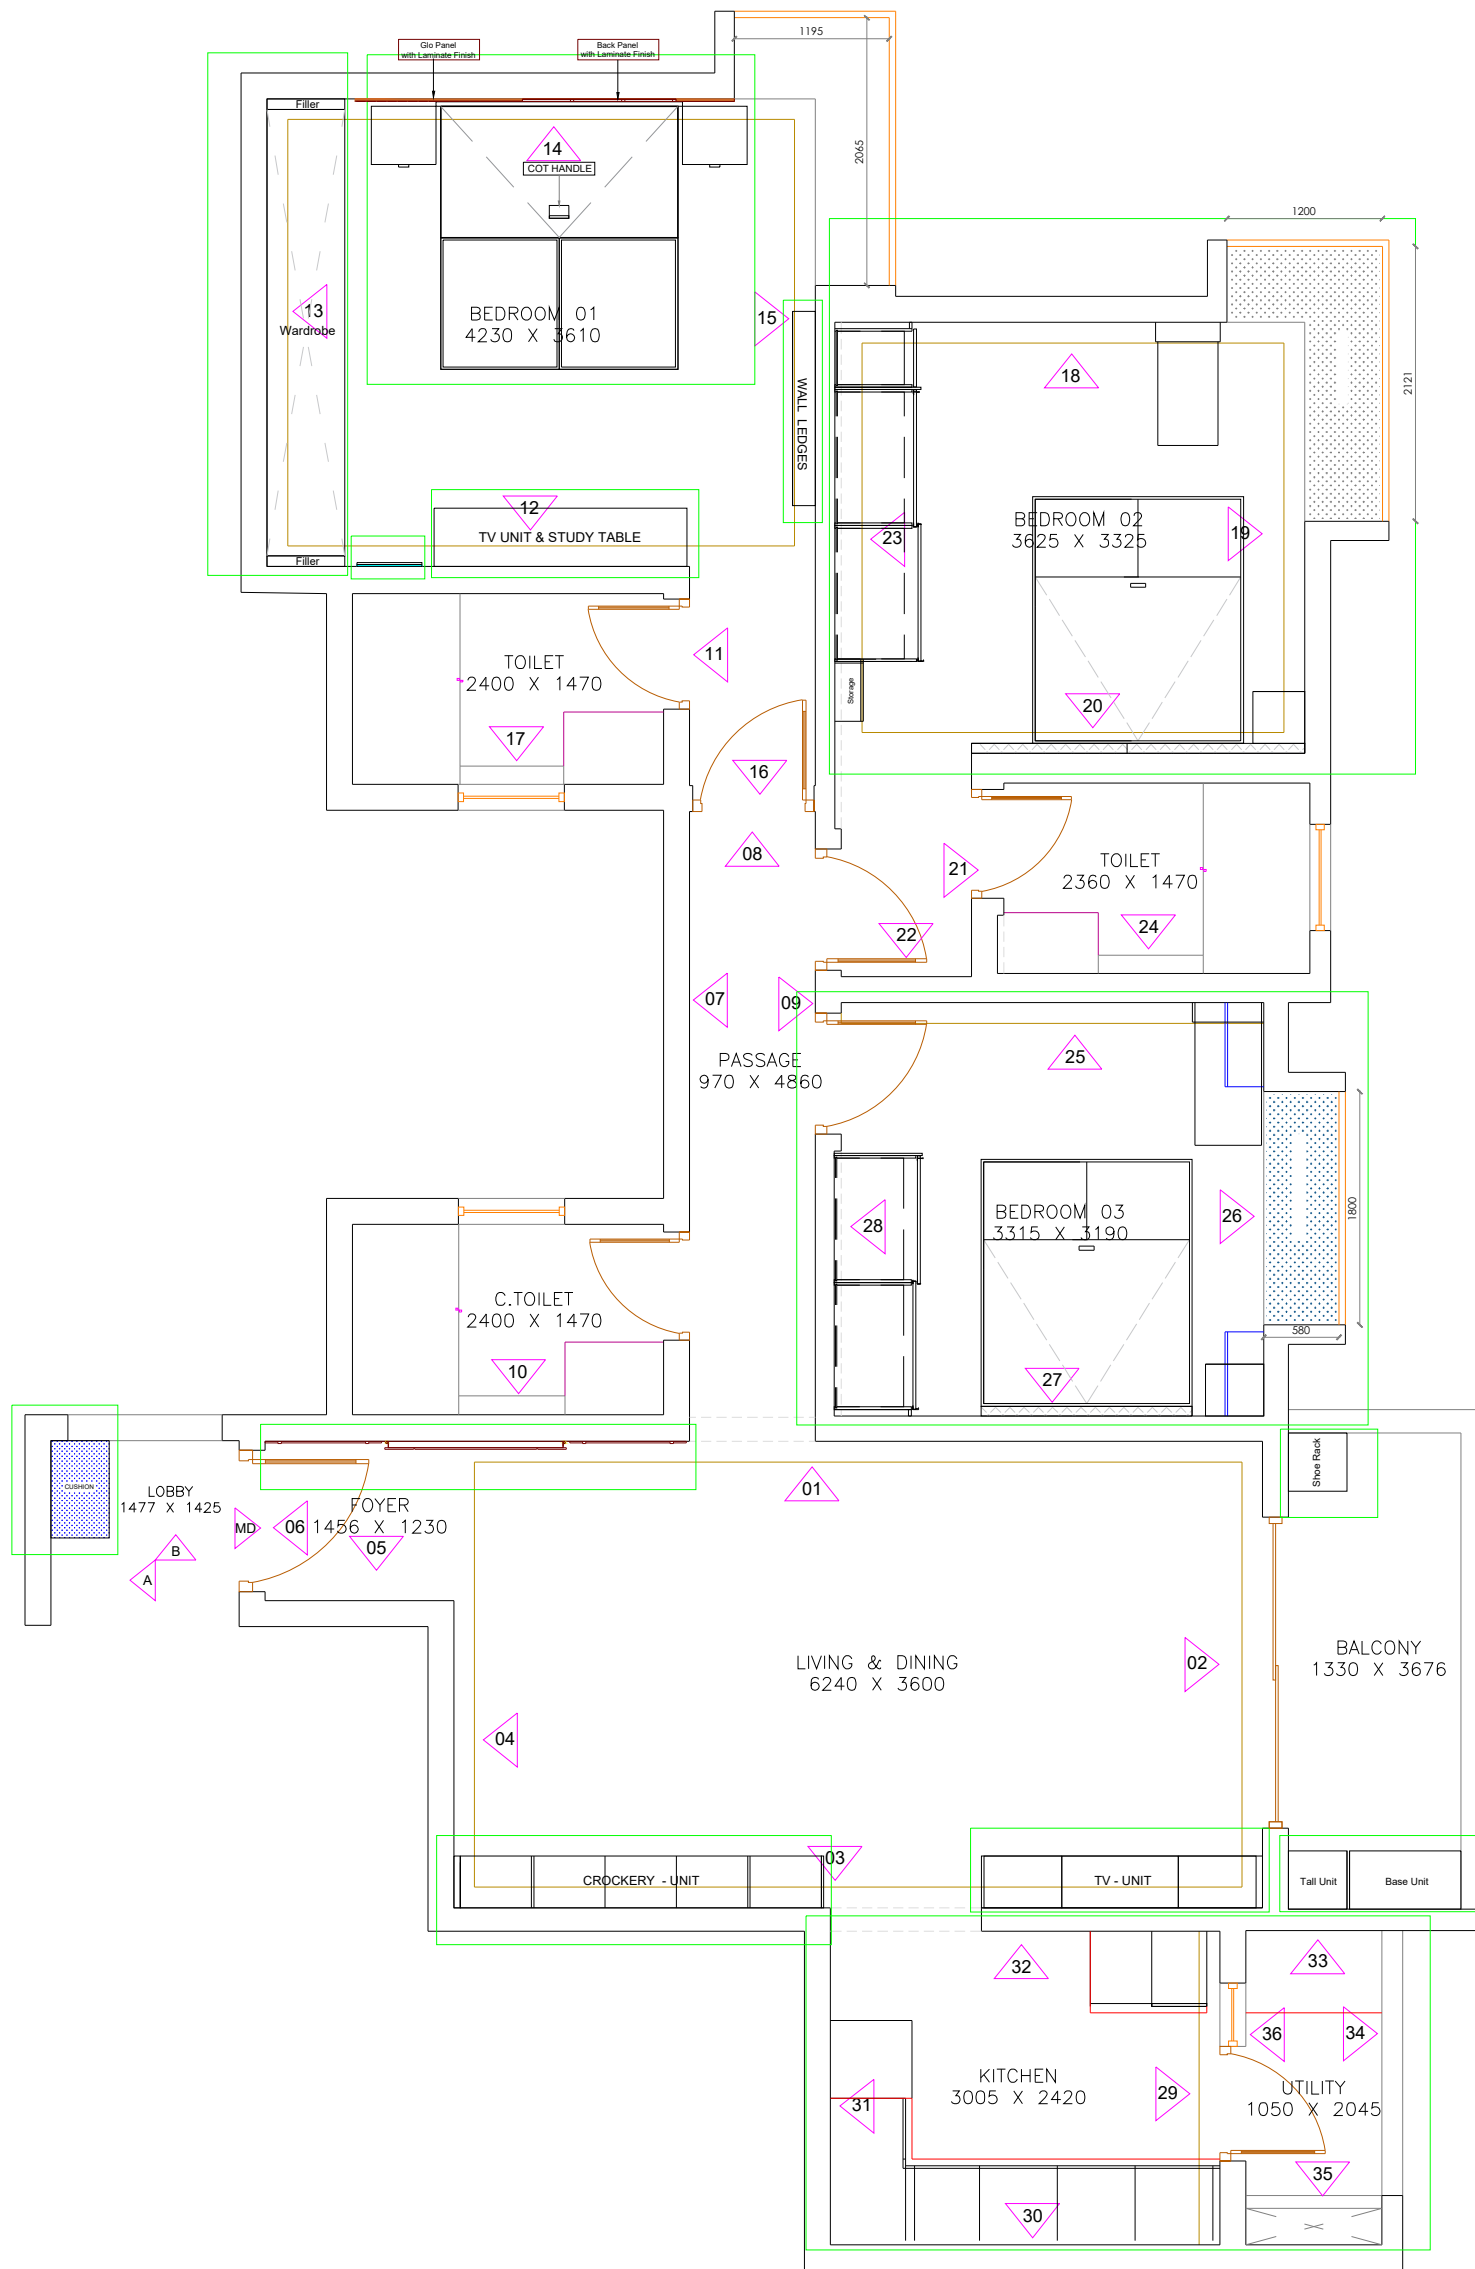 Glo Panel
with Laminate Finish
Back Panel
with Laminate Finish
1195
Filler
14
COT HANDLE
2065
1200
13
Wardrobe
BEDROOM 01
4230 X 3610
15
WALL LEDGES
18
2121
12
TV UNIT & STUDY TABLE
Filler
BEDROOM 02
3625 X 3325
19
23
11
TOILET
2400 X 1470
17
Storage
20
16
08
21
TOILET
2360 X 1470
22
24
07
09
PASSAGE
970 X 4860
25
28
BEDROOM 03
3315 X 3190
26
1800
C.TOILET
2400 X 1470
10
27
580
CUSHION
LOBBY
1477 X 1425
MD
06
FOYER
1456 X 1230
05
B
A
01
Shoe Rack
LIVING & DINING
6240 X 3600
02
BALCONY
1330 X 3676
04
03
CROCKERY - UNIT
TV - UNIT
Tall Unit
Base Unit
32
33
36
34
KITCHEN
3005 X 2420
29
UTILITY
1050 X 2045
31
35
30